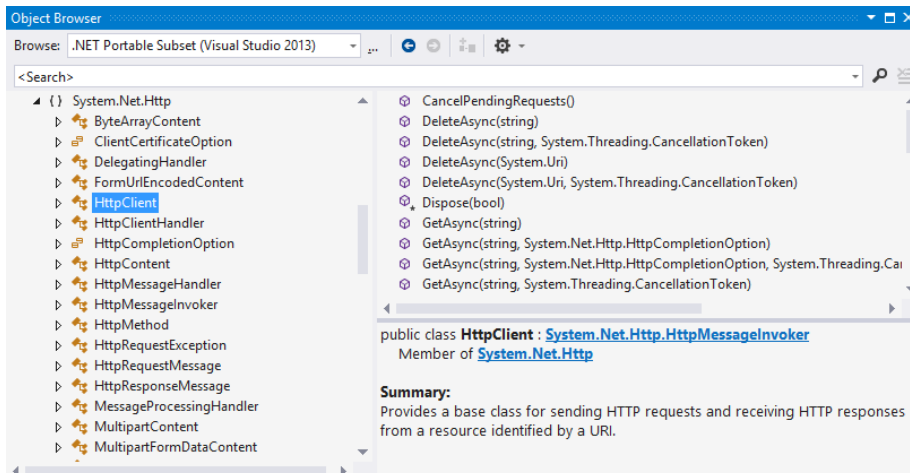 Object Browser
Browse: .NET Portable Subset (Visual Studio 2013) ...
<Search>
{} System.Net.Http
ByteArrayContent
ClientCertificateOption
DelegatingHandler
FormUrlEncodedContent
HttpClient
HttpClientHandler
HttpCompletionOption
HttpContent
HttpMessageHandler
HttpMessageInvoker
HttpMethod
HttpRequestException
HttpRequestMessage
HttpResponseMessage
MessageProcessingHandler
MultipartContent
MultipartFormDataContent
CancelPendingRequests()
DeleteAsync(string)
DeleteAsync(string, System.Threading.CancellationToken)
DeleteAsync(System.Uri)
DeleteAsync(System.Uri, System.Threading.CancellationToken)
Dispose(bool)
GetAsync(string)
GetAsync(string, System.Net.Http.HttpCompletionOption)
GetAsync(string, System.Net.Http.HttpCompletionOption, System.Threading.Ca
GetAsync(string, System.Threading.CancellationToken)
public class HttpClient : System.Net.Http.HttpMessageInvoker
Member of System.Net.Http
Summary:
Provides a base class for sending HTTP requests and receiving HTTP responses
from a resource identified by a URI.